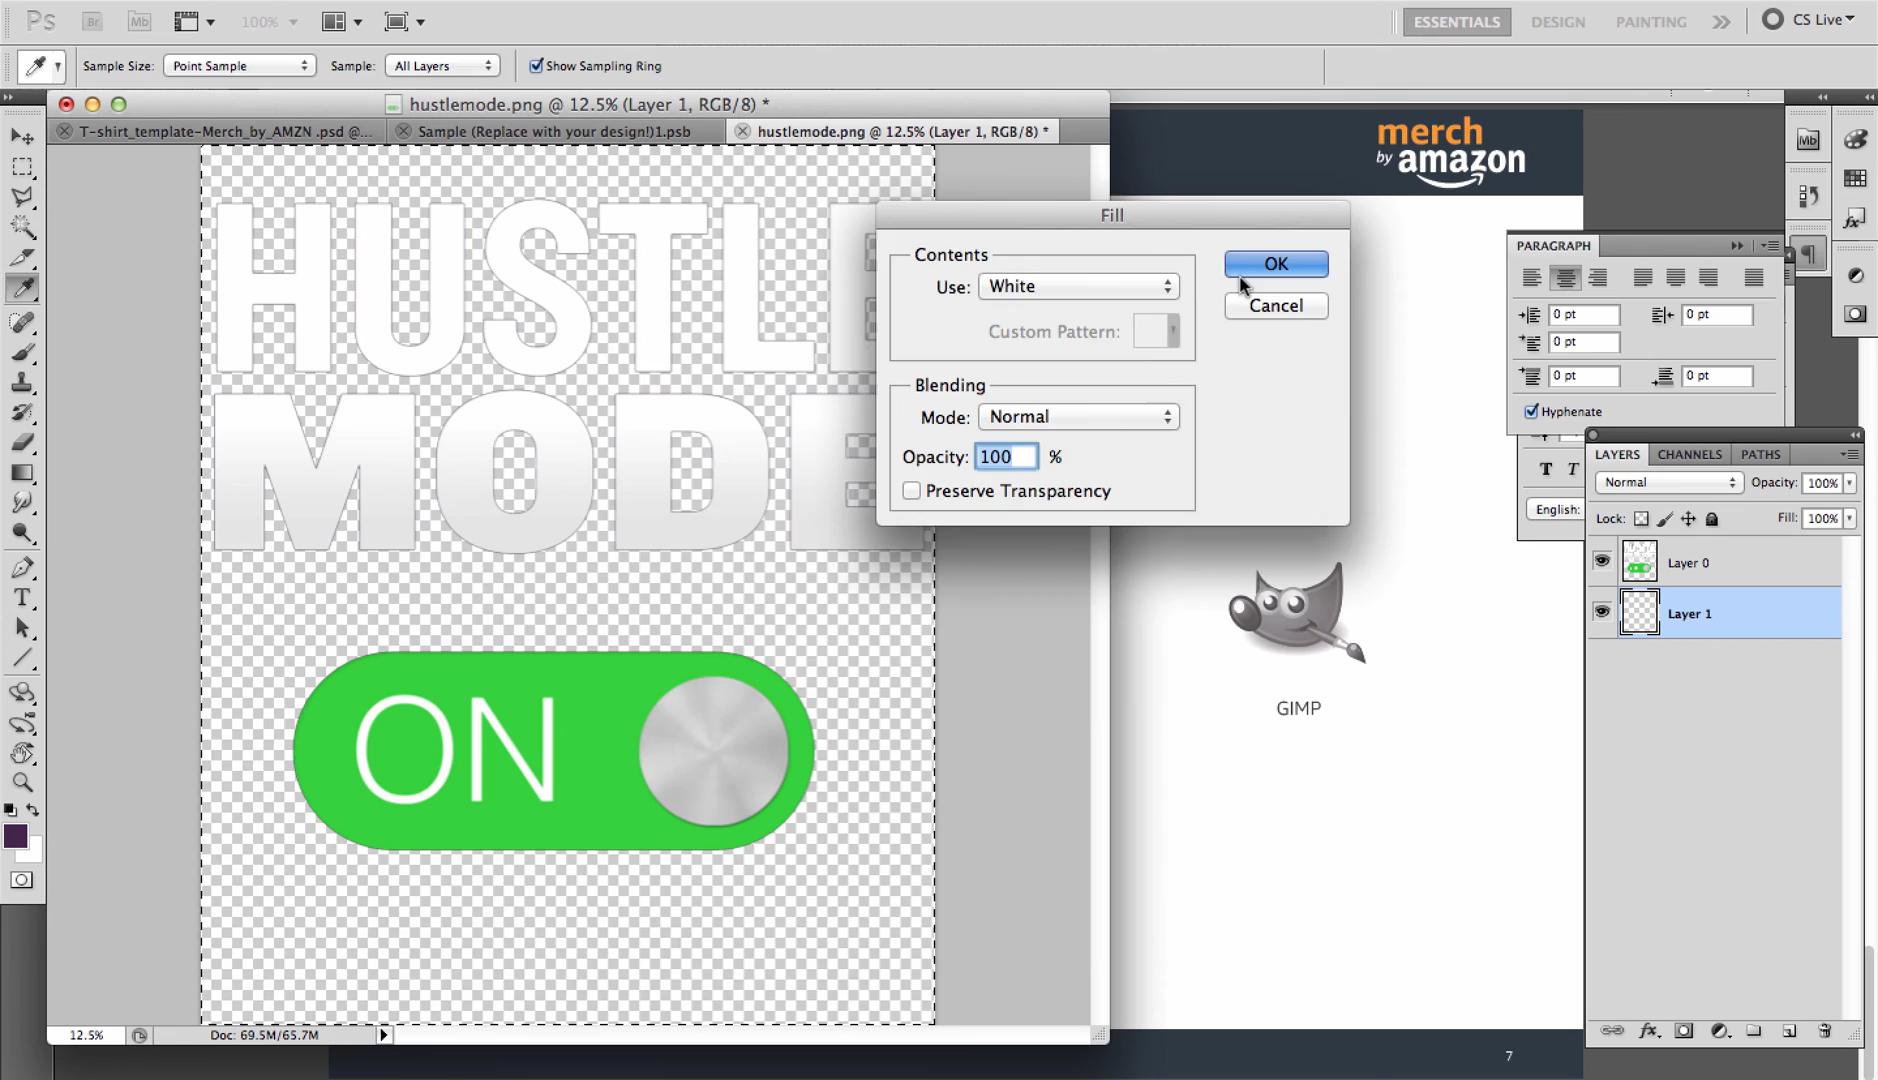 Ps Br Mb 100% ESSENTIALS DESIGN PAINTING CS Live
Sample Size: Point Sample Sample: All Layers Show Sampling Ring
hustlemode.png @ 12.5% (Layer 1, RGB/8) *
T-shirt_template-Merch_by_AMZN .psd @... Sample (Replace with your design!)1.psb hustlemode.png @ 12.5% (Layer 1, RGB/8) *
merch
by amazon
Mb
HUSTLE
MODE
ON
Fill
Contents
Use: White
Custom Pattern:
OK
Cancel
Blending
Mode: Normal
Opacity: 100 %
Preserve Transparency
PARAGRAPH
0 pt 0 pt
0 pt
0 pt 0 pt
Hyphenate
T T
English:
LAYERS CHANNELS PATHS
Normal Opacity: 100%
Lock: Fill: 100%
Layer 0
Layer 1
fx
GIMP
12.5% Doc: 69.5M/65.7M
7